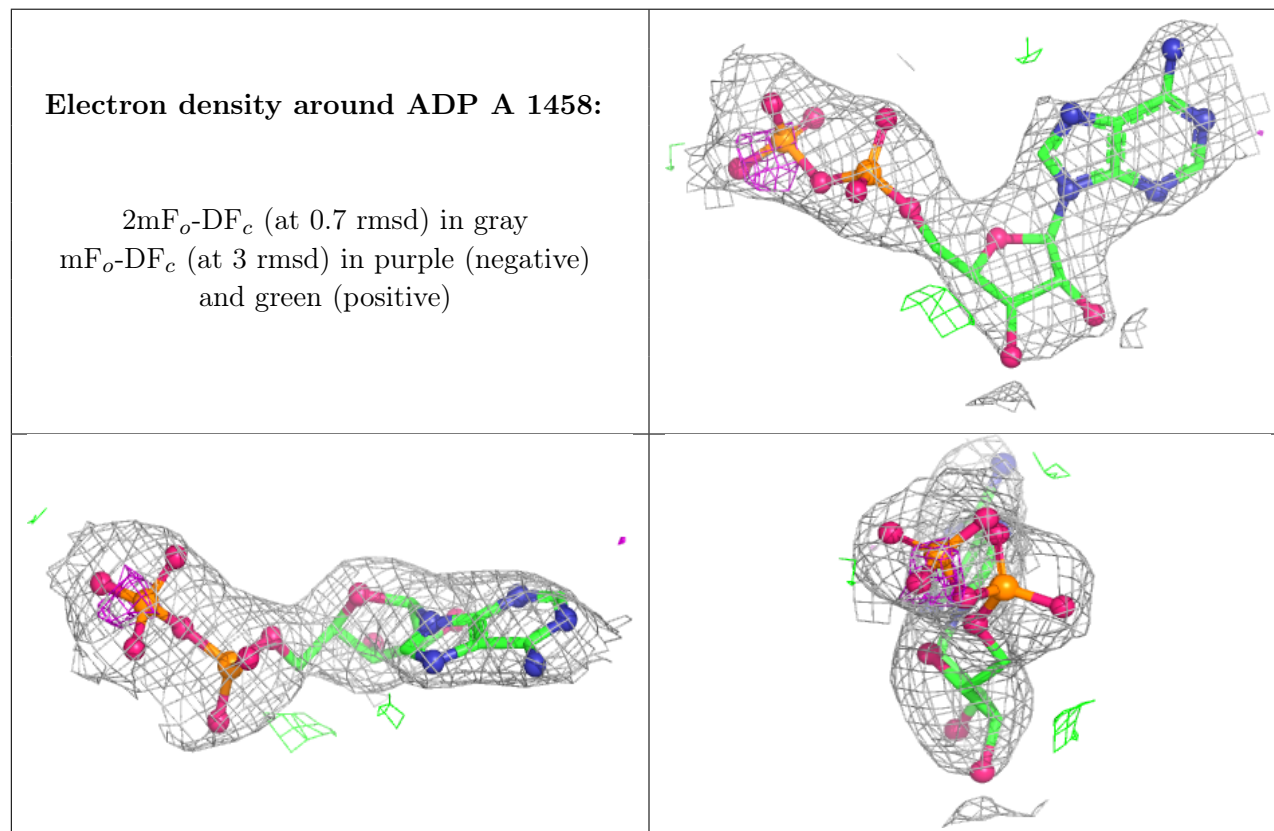 Electron density around ADP A 1458:
2mFo-DFc (at 0.7 rmsd) in gray
mFo-DFc (at 3 rmsd) in purple (negative)
and green (positive)